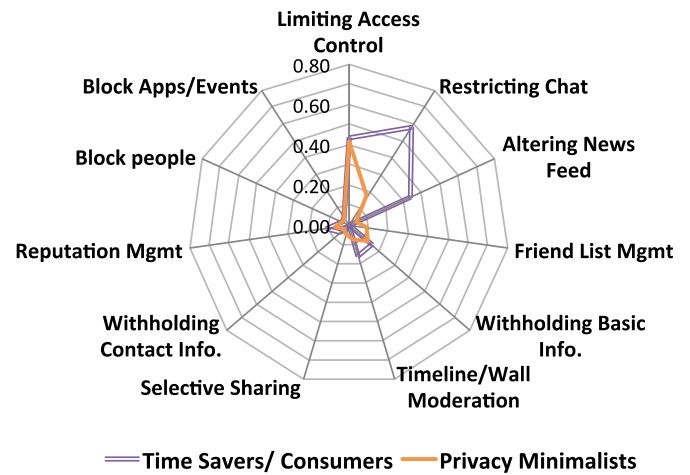 Limiting Access
Control
0.80
Block Apps/Events
Restricting Chat
0.60
Altering News
Feed
0.40
Block people
0.20
0.00
Reputation Mgmt
Friend List Mgmt
Withholding
Contact Info.
Withholding Basic
Info.
Selective Sharing
Timeline/Wall
Moderation
Time Savers/ Consumers
Privacy Minimalists